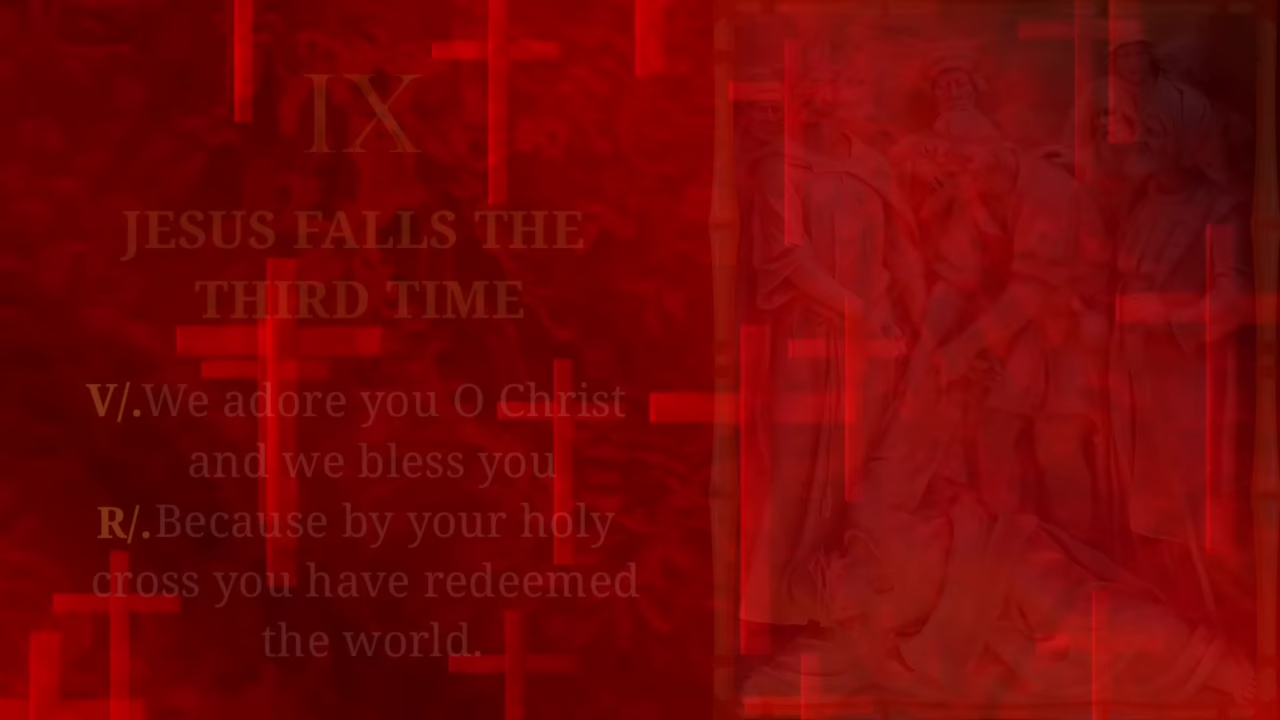 IX
JESUS FALLS THE
THIRD TIME
V/.We adore you O Christ
and we bless you
R/.Because by your holy
cross you have redeemed
the world.